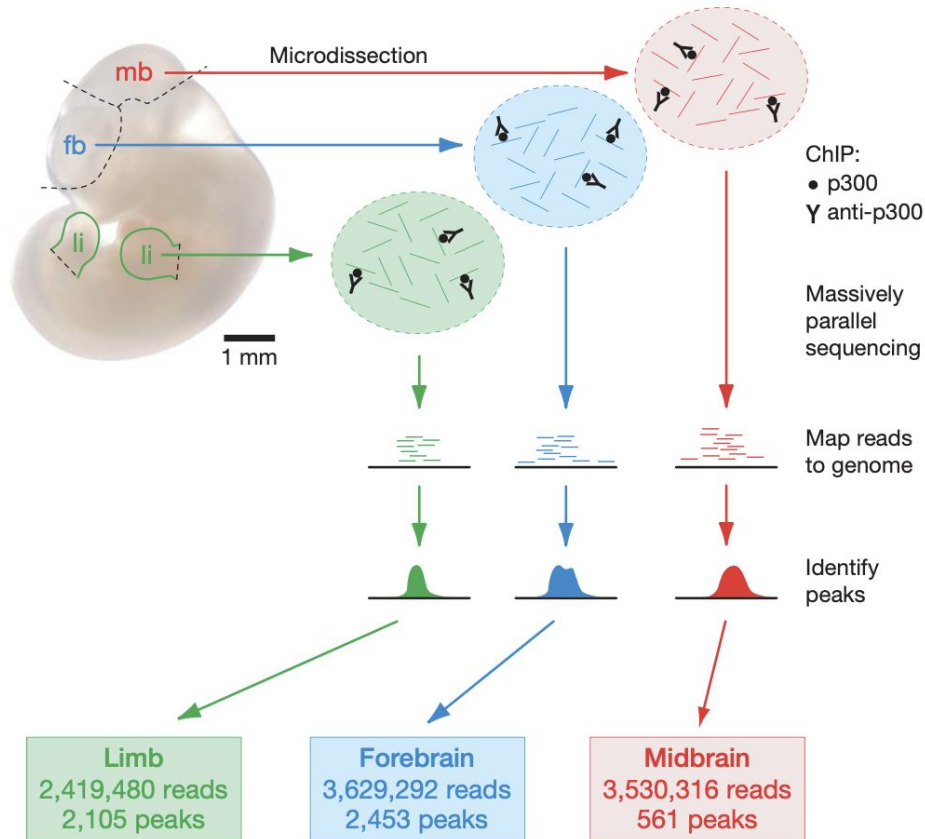 mb
Microdissection
fb
li
li
1 mm
ChIP:
p300
anti-p300
Massively
parallel
sequencing
Map reads
to genome
Identify
peaks
Limb
2,419,480 reads
2,105 peaks
Forebrain
3,629,292 reads
2,453 peaks
Midbrain
3,530,316 reads
561 peaks